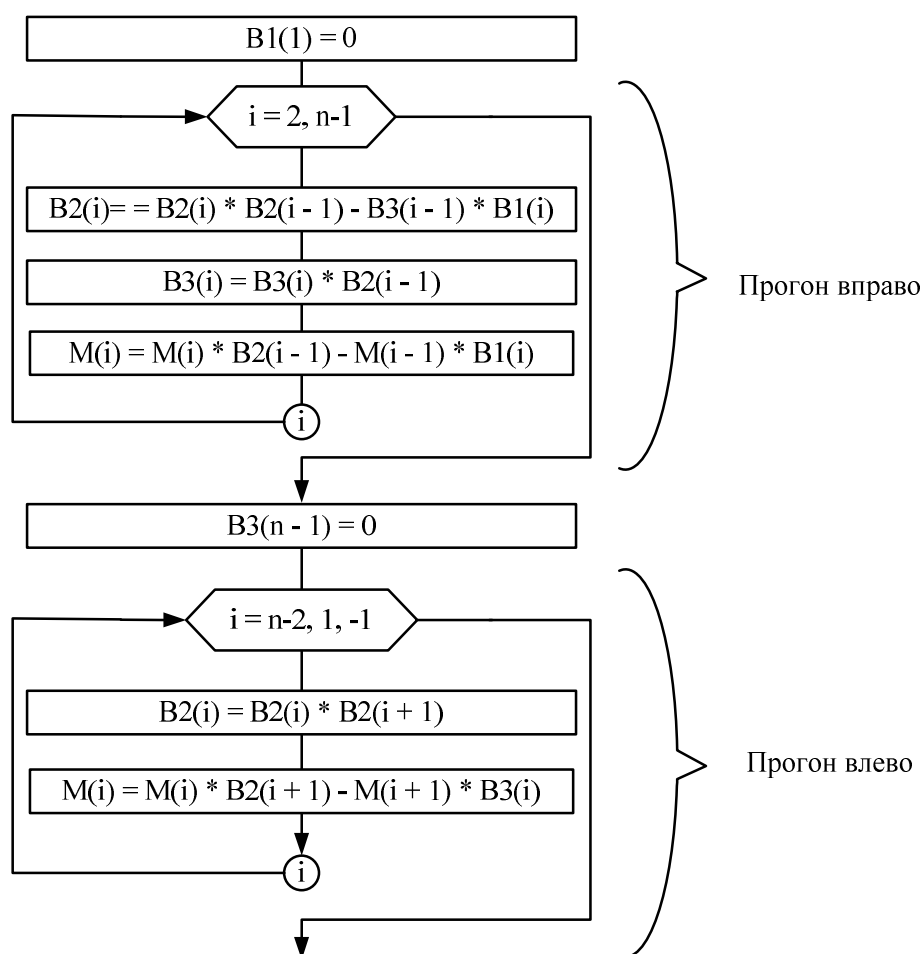 B1(1) = 0
i = 2, n-1
B2(i)= = B2(i) * B2(i - 1) - B3(i - 1) * B1(i)
B3(i) = B3(i) * B2(i - 1)
Прогон вправо
M(i) = M(i) * B2(i - 1) - M(i - 1) * B1(i)
i
B3(n - 1) = 0
i = n-2, 1, -1
B2(i) = B2(i) * B2(i + 1)
Прогон влево
M(i) = M(i) * B2(i + 1) - M(i + 1) * B3(i)
i